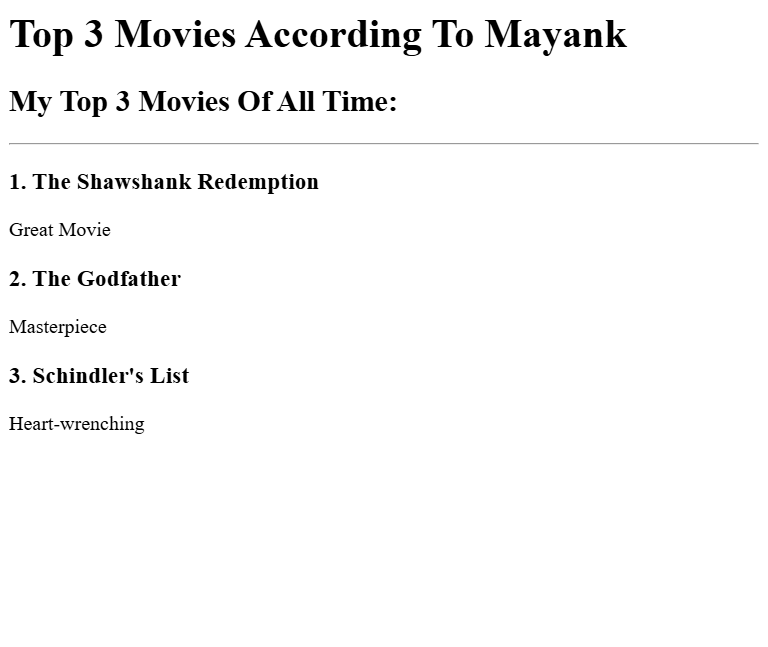 Top 3 Movies According To Mayank
My Top 3 Movies Of All Time:
1. The Shawshank Redemption
Great Movie
2. The Godfather
Masterpiece
3. Schindler's List
Heart-wrenching